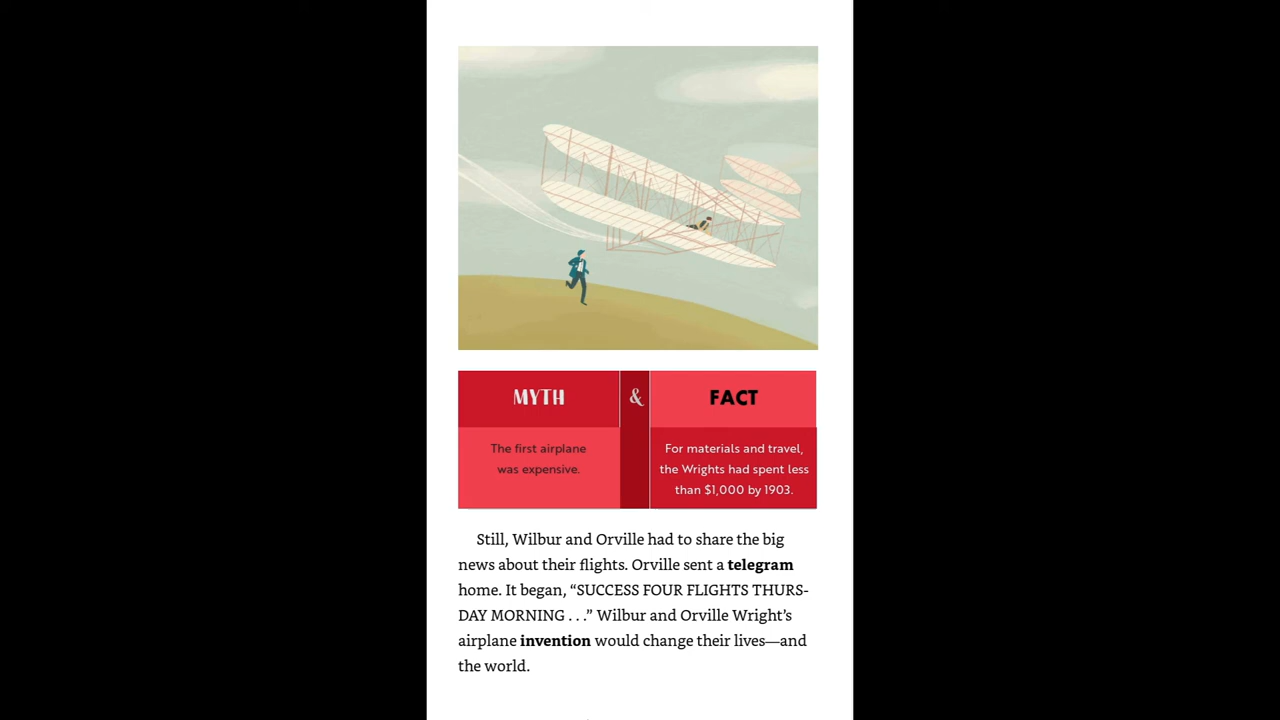 MYTH
&
FACT
The first airplane
was expensive.
For materials and travel,
the Wrights had spent less
than $1,000 by 1903.
Still, Wilbur and Orville had to share the big
news about their flights. Orville sent a telegram
home. It began, “SUCCESS FOUR FLIGHTS THURS-
DAY MORNING . . .” Wilbur and Orville Wright’s
airplane invention would change their lives—and
the world.